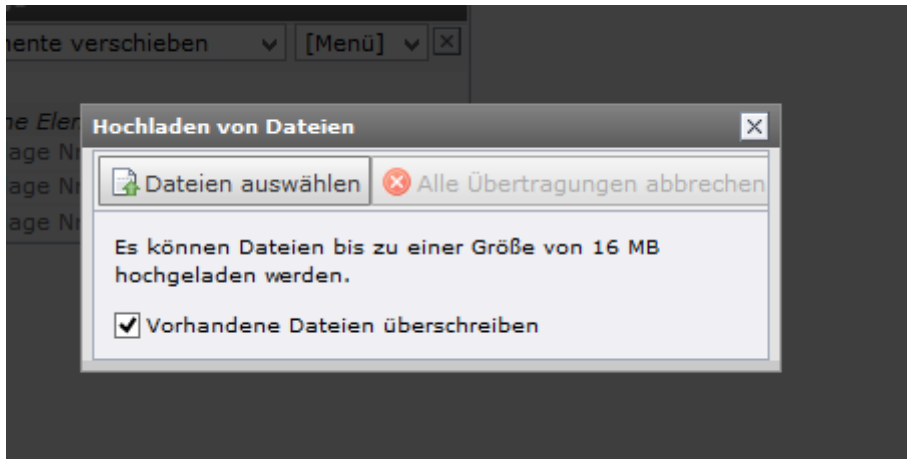 verschieben [Menü]
Hochladen von Dateien
Dateien auswählen Alle Übertragungen abbrechen
Es können Dateien bis zu einer Größe von 16 MB
hochgeladen werden.
Vorhandene Dateien überschreiben